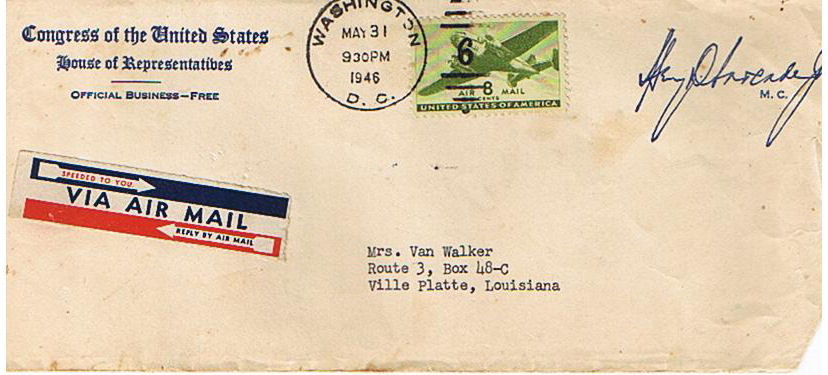 Congress of the United States
House of Representatives
OFFICIAL BUSINESS—FREE
WASHINGTON
MAY 31
930PM
1946
D. C.
6
AIR 8 MAIL
CENTS
UNITED STATES OF AMERICA
M. C.
SPEEDED TO YOU.
VIA AIR MAIL
REPLY BY AIR MAIL
Mrs. Van Walker
Route 3, Box 48-C
Ville Platte, Louisiana